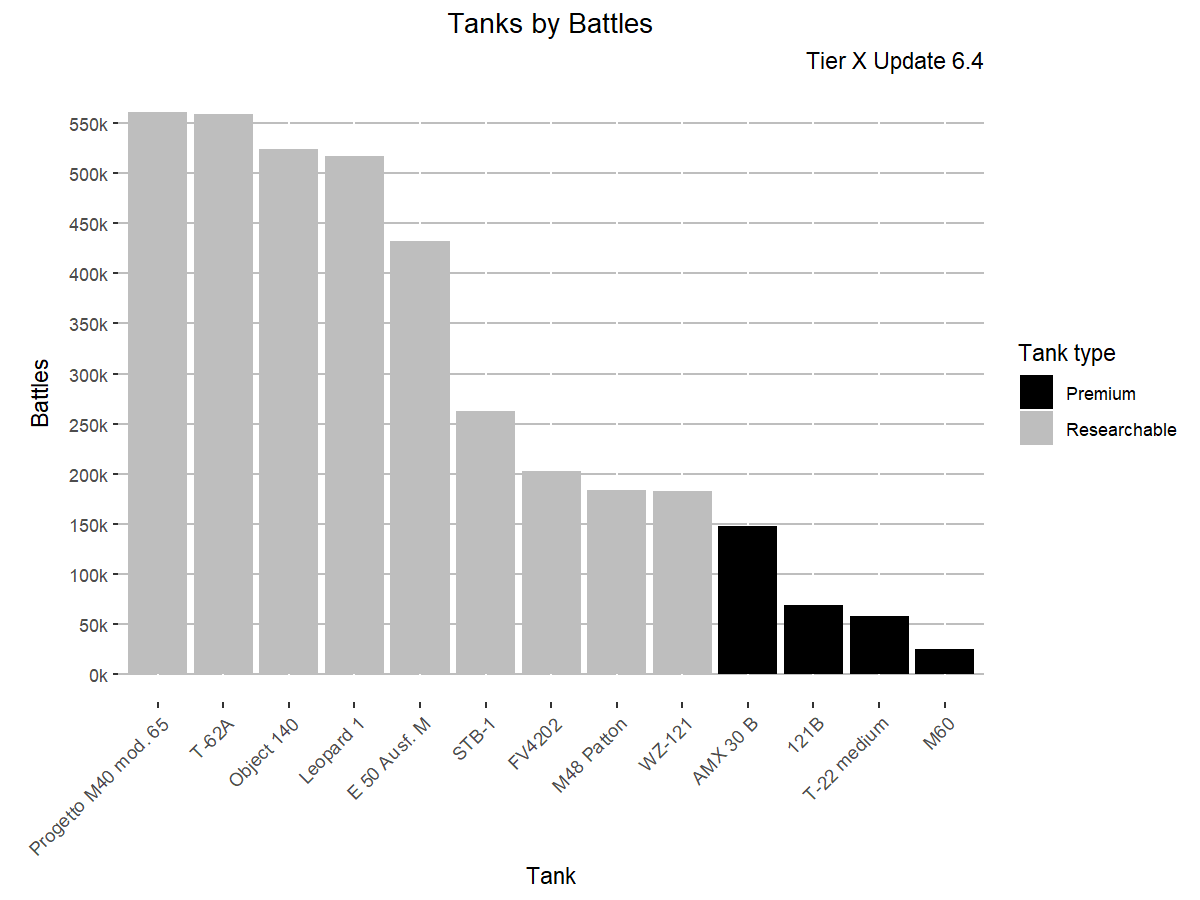 Tanks by Battles
Tier X Update 6.4
550k
500k
450k
400k
350k
300k
250k
200k
150k
100k
50k
0k
Battles
Progetto M40 mod. 65
T-62A
Object 140
Leopard 1
E 50 Ausf. M
STB-1
FV4202
M48 Patton
WZ-121
AMX 30 B
121B
T-22 medium
M60
Tank
Tank type
Premium
Researchable